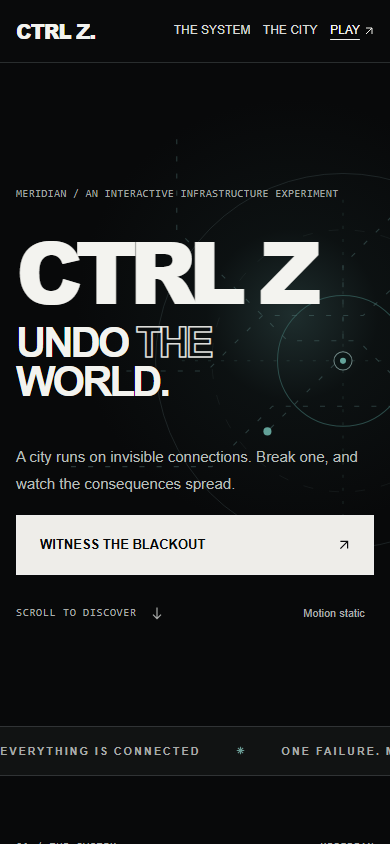 CTRL Z.
THE SYSTEM THE CITY PLAY
MERIDIAN / AN INTERACTIVE INFRASTRUCTURE EXPERIMENT
CTRL Z
UNDO THE
WORLD.
A city runs on invisible connections. Break one, and
watch the consequences spread.
WITNESS THE BLACKOUT
SCROLL TO DISCOVER
Motion static
EVERYTHING IS CONNECTED
ONE FAILURE.